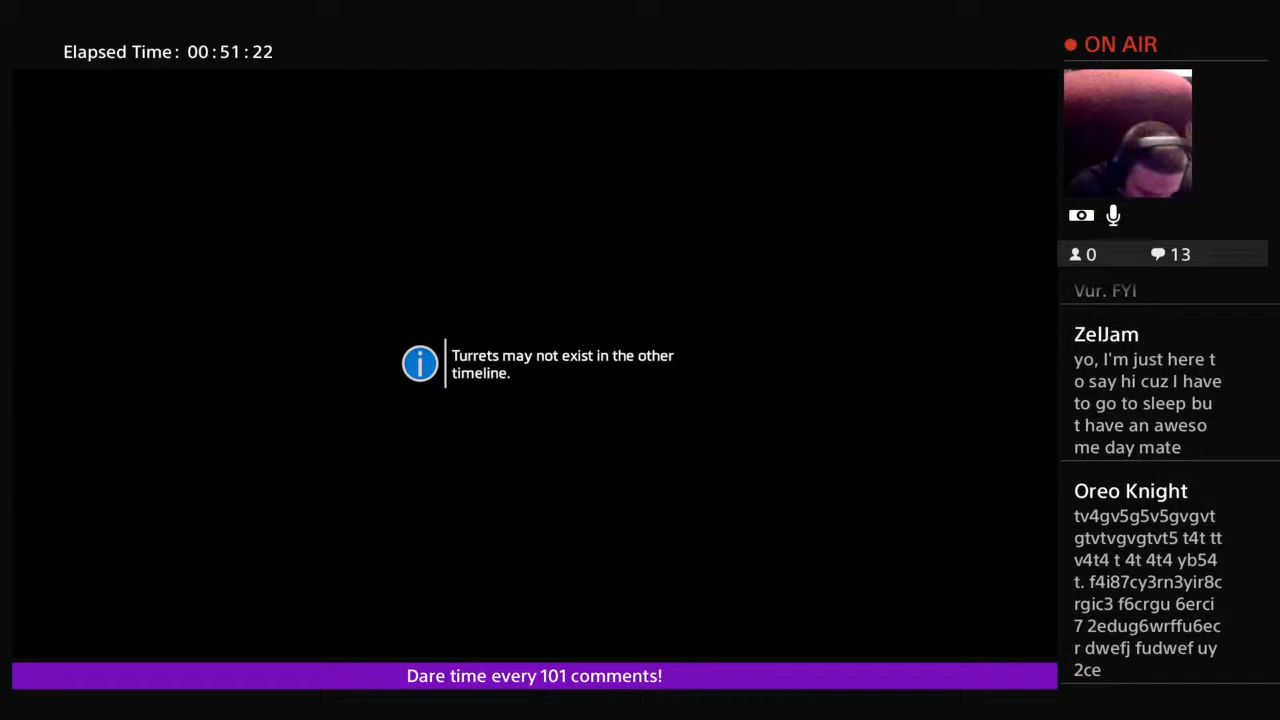 Elapsed Time: 00:51:22
ON AIR
0 13
Vur. FYI
ZelJam
yo, I'm just here t
o say hi cuz I have
to go to sleep bu
t have an aweso
me day mate
Turrets may not exist in the other
timeline.
Oreo Knight
tv4gv5g5v5gvgvt
gtvtvgvgtvt5 t4t tt
v4t4 t 4t 4t4 yb54
t. f4i87cy3rn3yir8c
rgic3 f6crgu 6erci
7 2edug6wrffu6ec
r dwefj fudwef uy
2ce
Dare time every 101 comments!